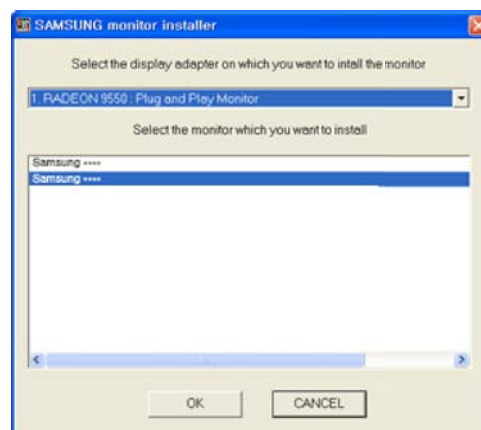 SAMSUNG monitor installer
Select the display adapter on which you want to intall the monitor
1. RADEON 9550 : Plug and Play Monitor
Select the monitor which you want to install
Samsung ****
Samsung ****
OK
CANCEL